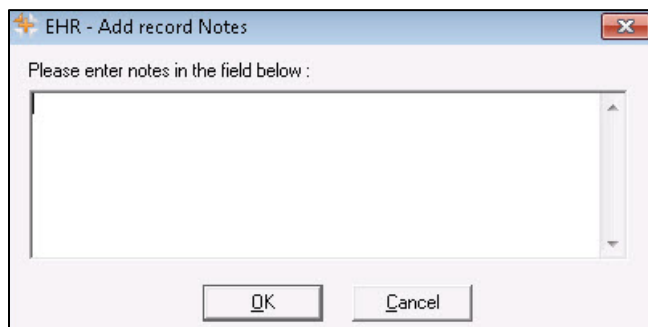 EHR - Add record Notes
Please enter notes in the field below :
OK
Cancel